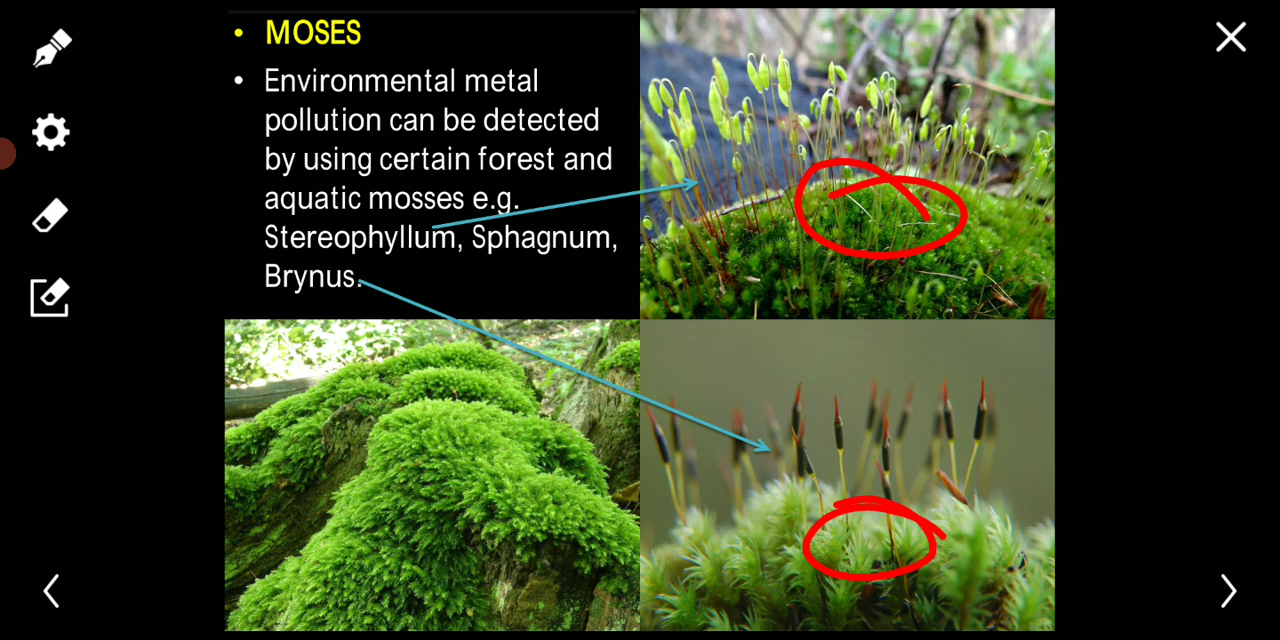 MOSES
Environmental metal
pollution can be detected
by using certain forest and
aquatic mosses e.g.
Stereophyllum, Sphagnum,
Brynus.